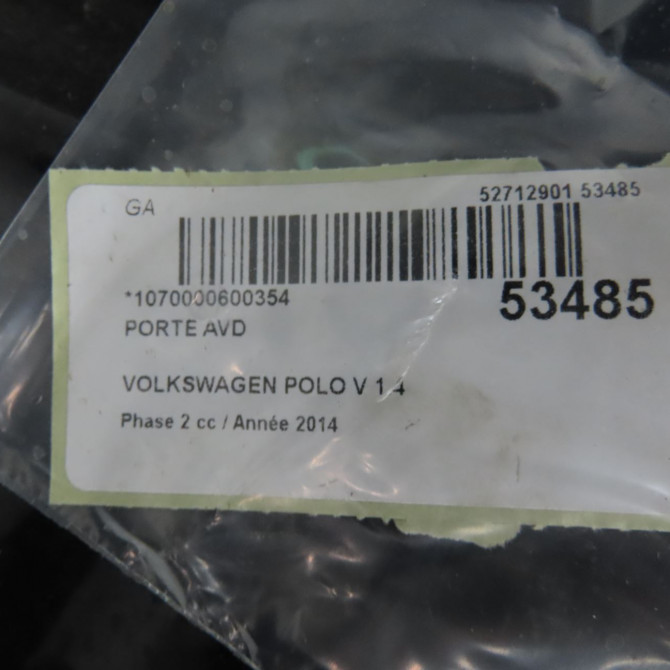 GA
52712901 53485
*1070000600354
53485
PORTE AVD
VOLKSWAGEN POLO V 1.4
Phase 2 cc / Année 2014